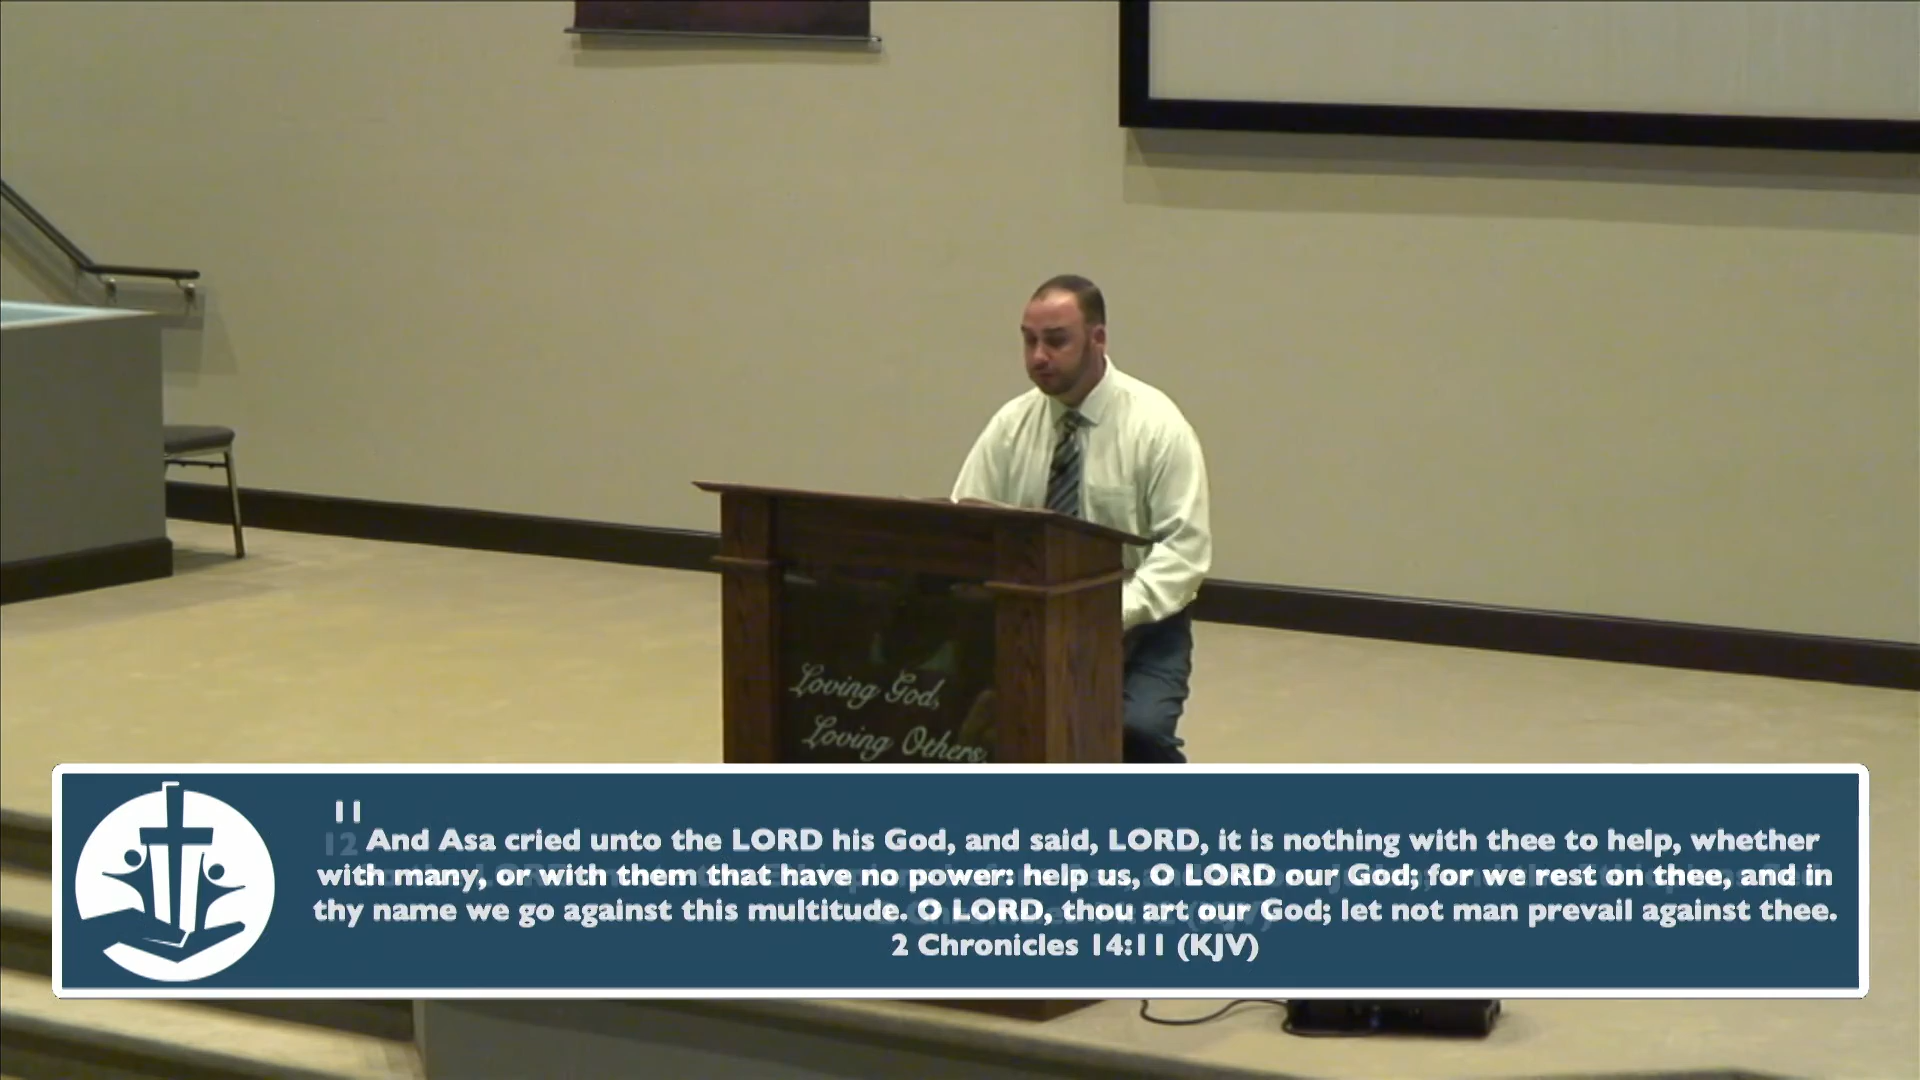 Loving God,
Loving Others
11
12 And Asa cried unto the LORD his God, and said, LORD, it is nothing with thee to help, whether
with many, or with them that have no power: help us, O LORD our God; for we rest on thee, and in
thy name we go against this multitude. O LORD, thou art our God; let not man prevail against thee.
2 Chronicles 14:11 (KJV)